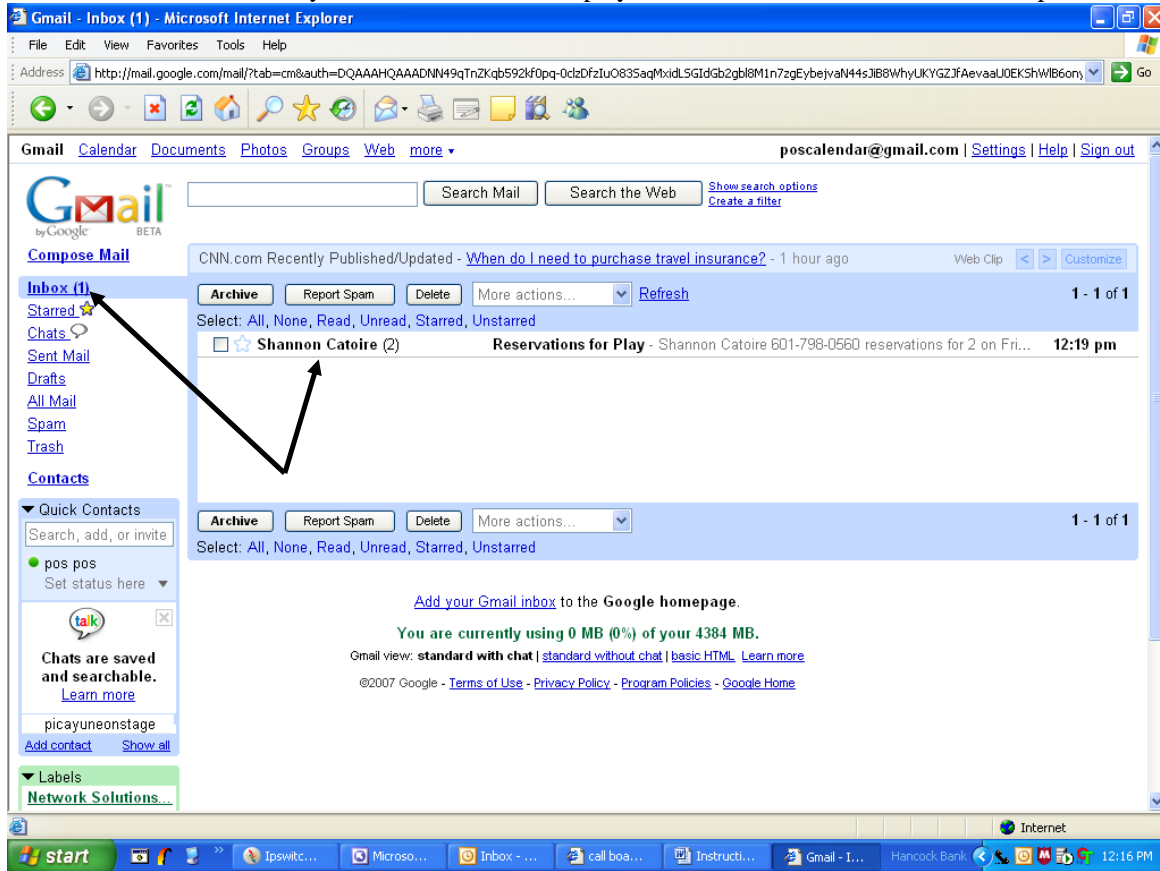 Gmail - Inbox (1) - Microsoft Internet Explorer
File Edit View Favorites Tools Help
Address http://mail.google.com/mail/?tab=cm&auth=
Go
Gmail Calendar Documents Photos Groups Web more poscalendar@gmail.com | Settings | Help | Sign out
Gmail™ by Google BETA
Search Mail Search the Web Show search options
Create a filter
Compose Mail
CNN.com Recently Published/Updated - When do I need to purchase travel insurance? - 1 hour ago Web Clip < > Customize
Inbox (1)
Starred
Chats
Sent Mail
Drafts
All Mail
Spam
Trash
Contacts
Archive Report Spam Delete More actions... Refresh 1 - 1 of 1
Select: All, None, Read, Unread, Starred, Unstarred
Shannon Catoire (2) Reservations for Play - Shannon Catoire 601-798-0560 reservations for 2 on Fri... 12:19 pm
Archive Report Spam Delete More actions... 1 - 1 of 1
Select: All, None, Read, Unread, Starred, Unstarred
Quick Contacts
Search, add, or invite
pos pos
Set status here
talk
Chats are saved
and searchable.
Learn more
picayuneonstage
Add contact Show all
Labels
Network Solutions...
Add your Gmail inbox to the Google homepage.
You are currently using 0 MB (0%) of your 4384 MB.
Gmail view: standard with chat | standard without chat | basic HTML Learn more
©2007 Google - Terms of Use - Privacy Policy - Program Policies - Google Home
Internet
start Ipswitc... Microso... Inbox - ... call boa... Instructi... Gmail - I... Hancock Bank 12:16 PM